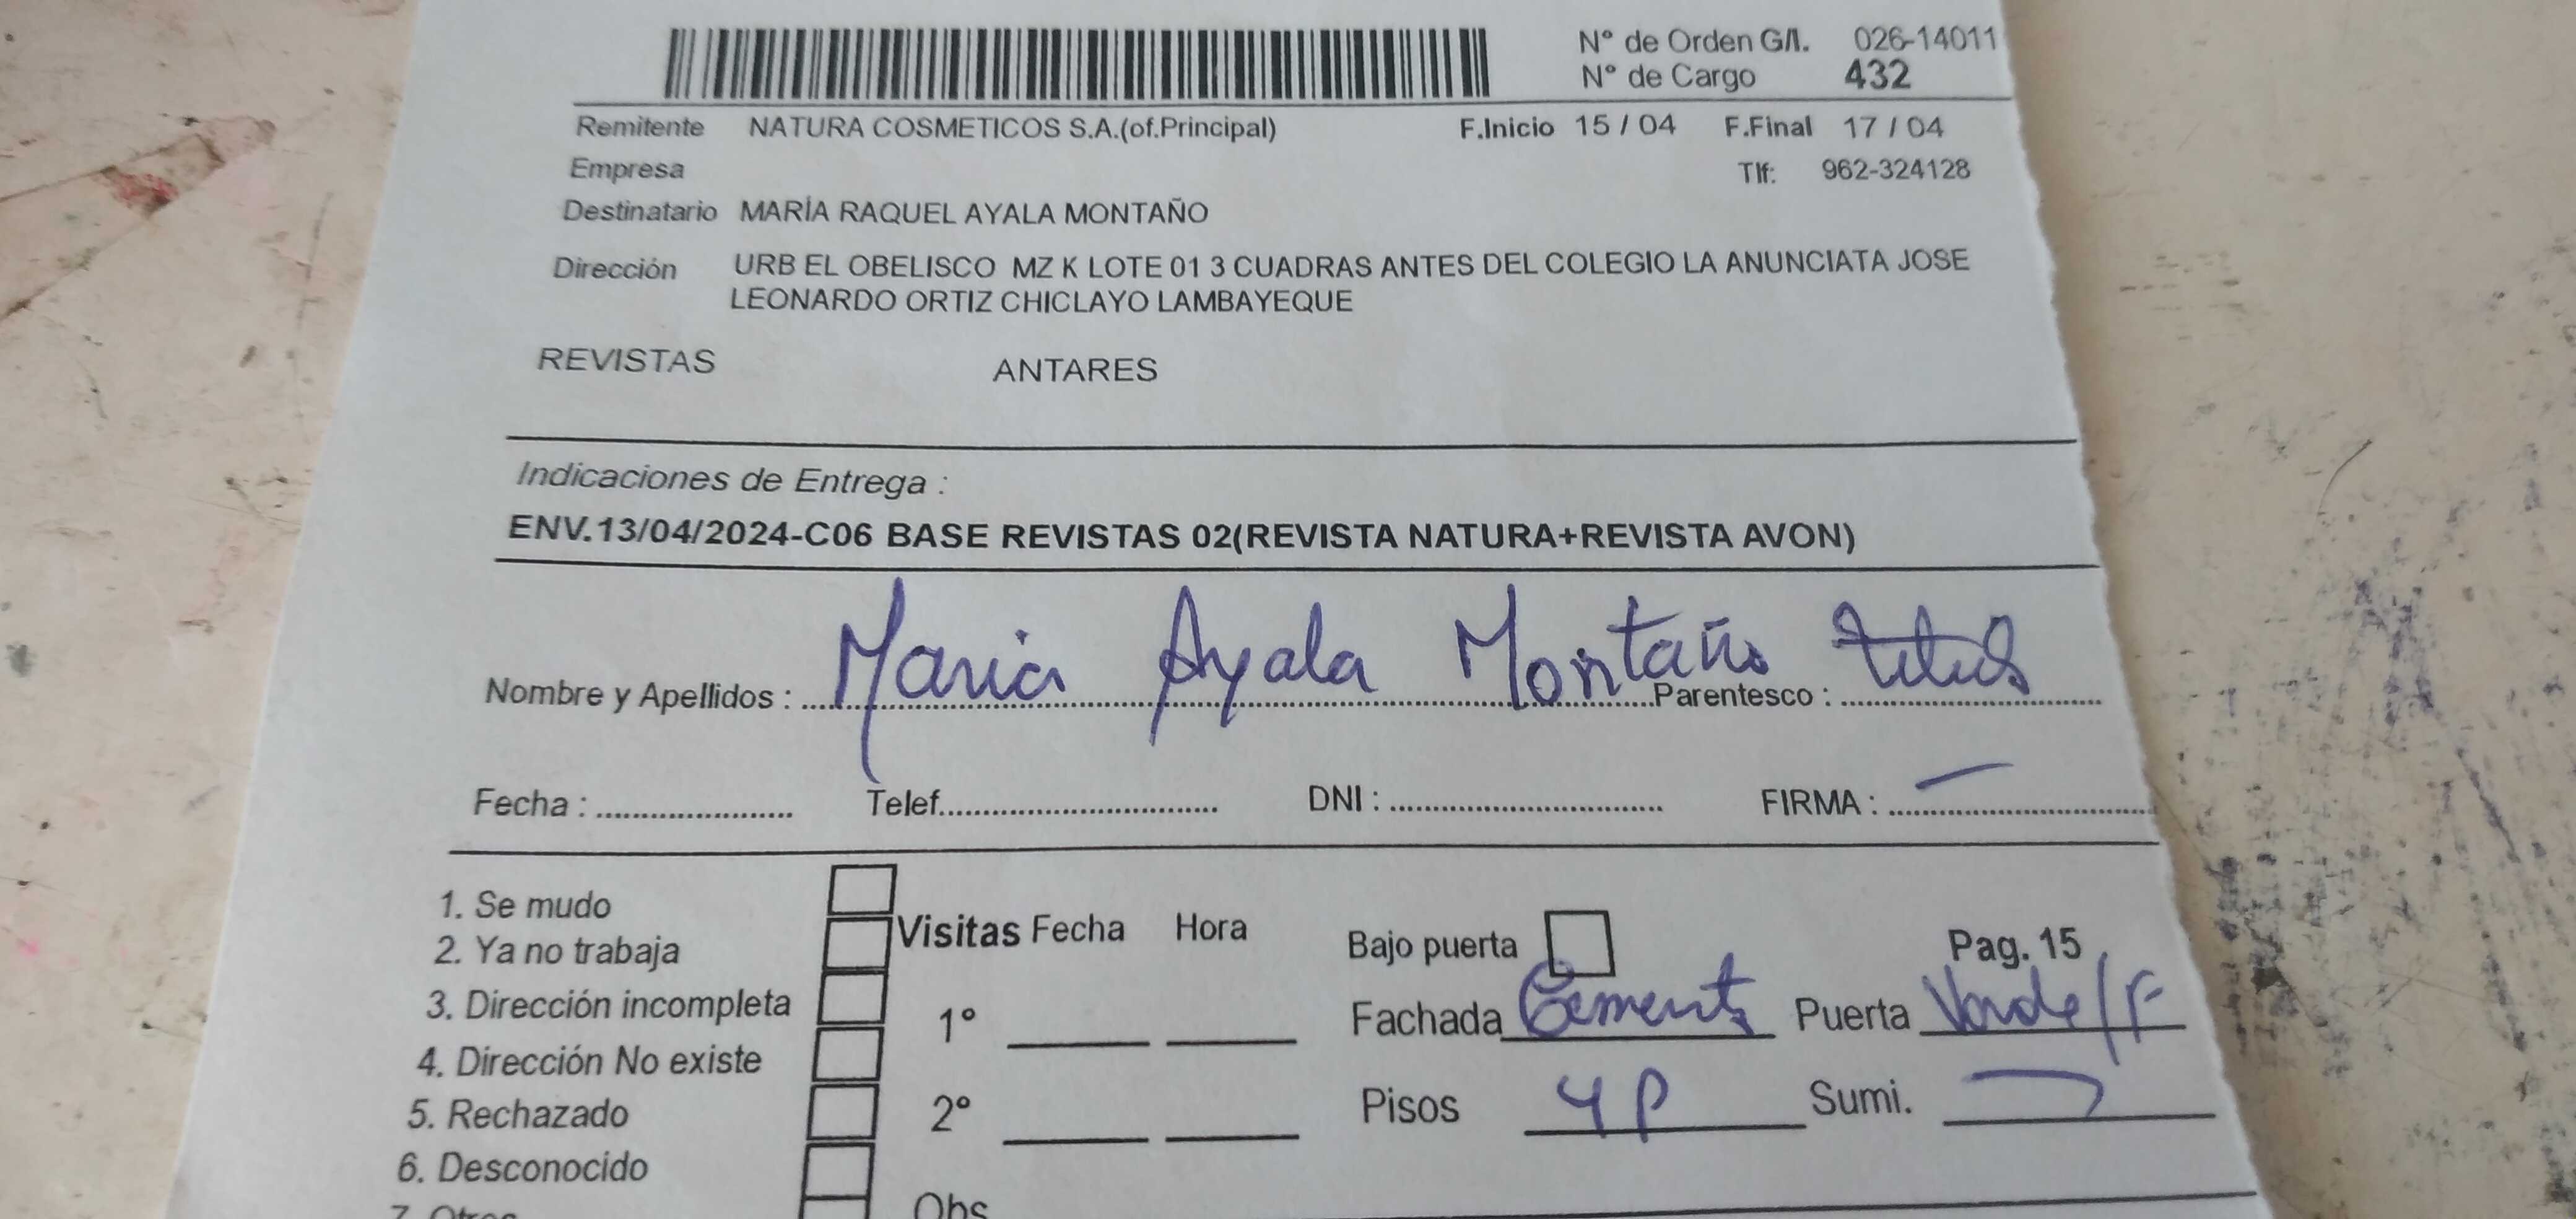 N° de Orden G/I. 026-14011
N° de Cargo 432
Remitente NATURA COSMETICOS S.A.(of.Principal) F.Inicio 15 / 04 F.Final 17 / 04
Empresa Tlf: 962-324128
Destinatario MARÍA RAQUEL AYALA MONTAÑO
Dirección URB EL OBELISCO MZ K LOTE 01 3 CUADRAS ANTES DEL COLEGIO LA ANUNCIATA JOSE
LEONARDO ORTIZ CHICLAYO LAMBAYEQUE
REVISTAS ANTARES
Indicaciones de Entrega :
ENV.13/04/2024-C06 BASE REVISTAS 02(REVISTA NATURA+REVISTA AVON)
Nombre y Apellidos : Maria Ayala Montaño Parentesco :
Fecha : Telef. DNI : FIRMA :
1. Se mudo
2. Ya no trabaja
3. Dirección incompleta
4. Dirección No existe
5. Rechazado
6. Desconocido
7. Otros
Visitas Fecha Hora
1°
2°
Obs
Bajo puerta Pag. 15
Fachada Cemento Puerta Verde/F
Pisos 4 P Sumi.